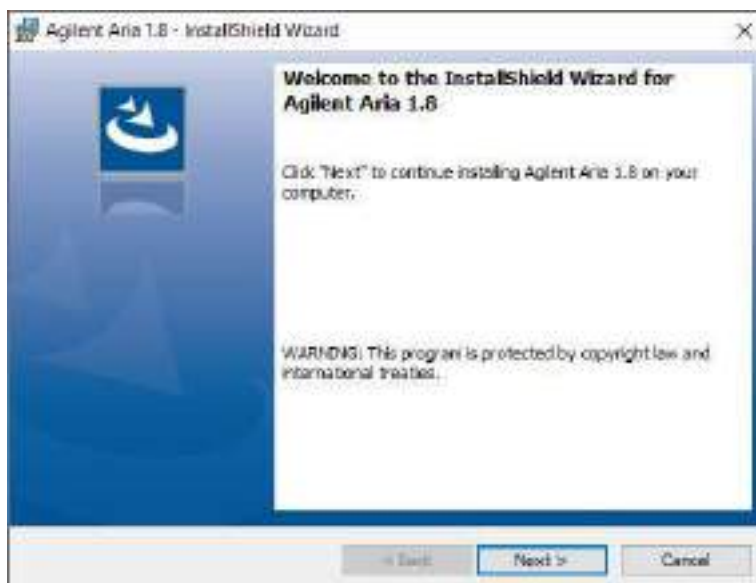 Agilent Aria 1.8 - InstallShield Wizard
Welcome to the InstallShield Wizard for
Agilent Aria 1.8
Click "Next" to continue installing Agilent Aria 1.8 on your
computer.
WARNING: This program is protected by copyright law and
international treaties.
< Back
Next >
Cancel